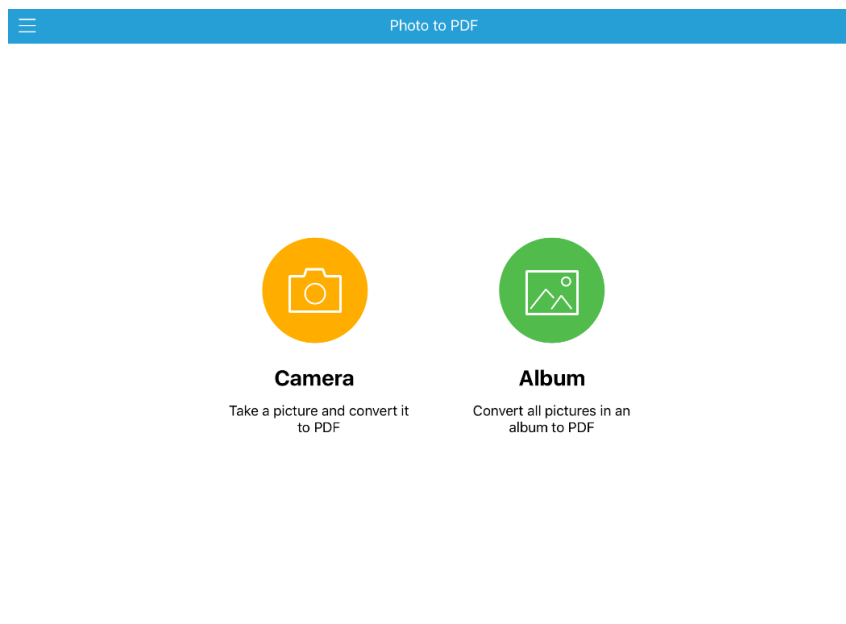 Photo to PDF
Camera
Take a picture and convert it
to PDF
Album
Convert all pictures in an
album to PDF